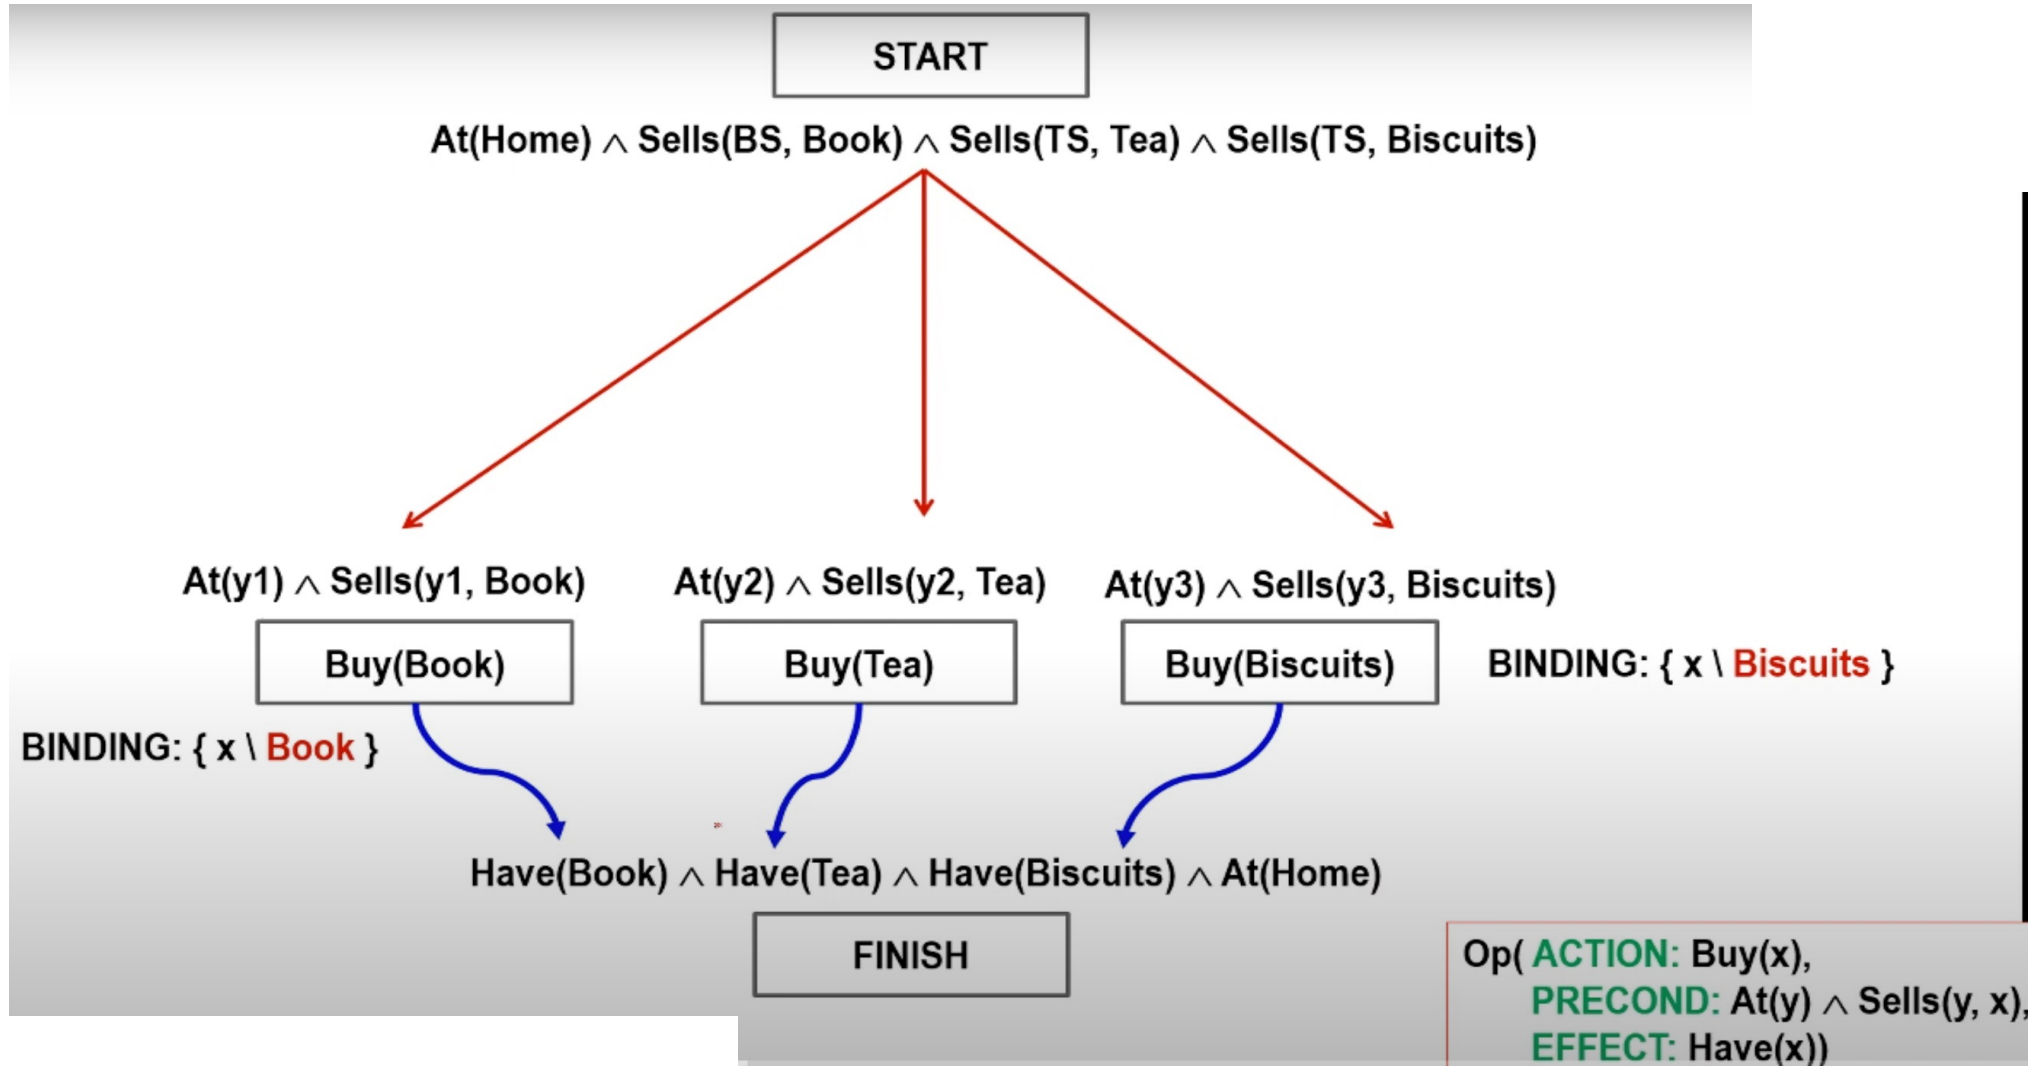 START
At(Home) ∧ Sells(BS, Book) ∧ Sells(TS, Tea) ∧ Sells(TS, Biscuits)
At(y1) ∧ Sells(y1, Book)
At(y2) ∧ Sells(y2, Tea)
At(y3) ∧ Sells(y3, Biscuits)
Buy(Book)
Buy(Tea)
Buy(Biscuits)
BINDING: { x \ Biscuits }
BINDING: { x \ Book }
Have(Book) ∧ Have(Tea) ∧ Have(Biscuits) ∧ At(Home)
FINISH
Op( ACTION: Buy(x),
PRECOND: At(y) ∧ Sells(y, x),
EFFECT: Have(x))